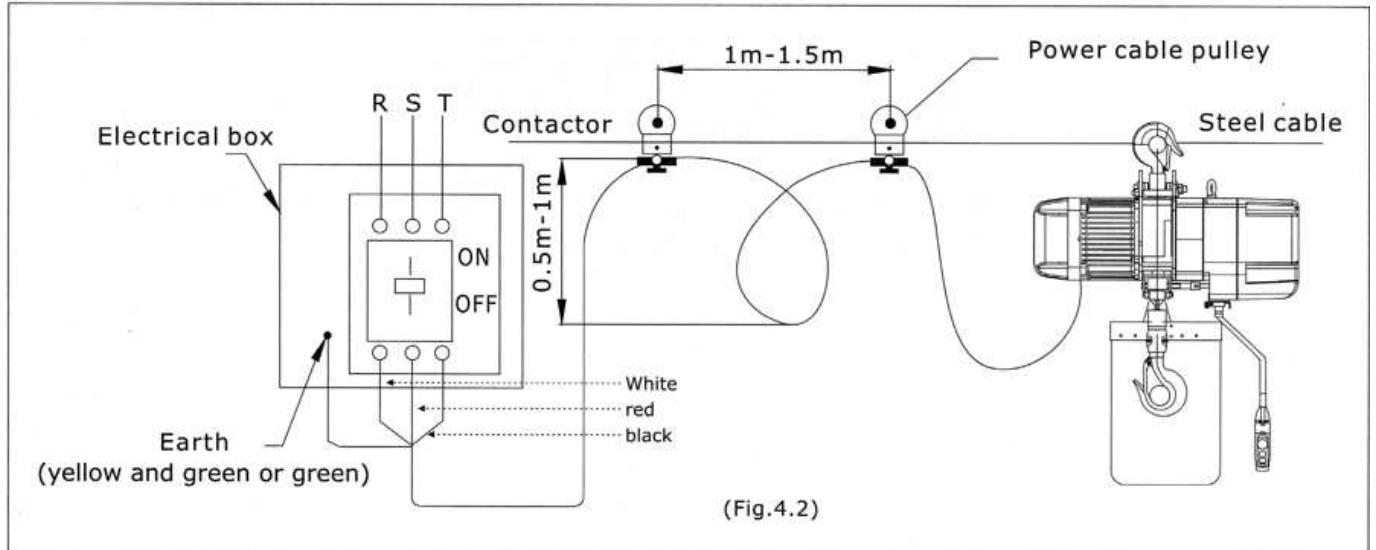 1m-1.5m
Power cable pulley
R S T
Electrical box
Contactor
Steel cable
0.5m-1m
ON
OFF
White
red
black
Earth
(yellow and green or green)
(Fig.4.2)